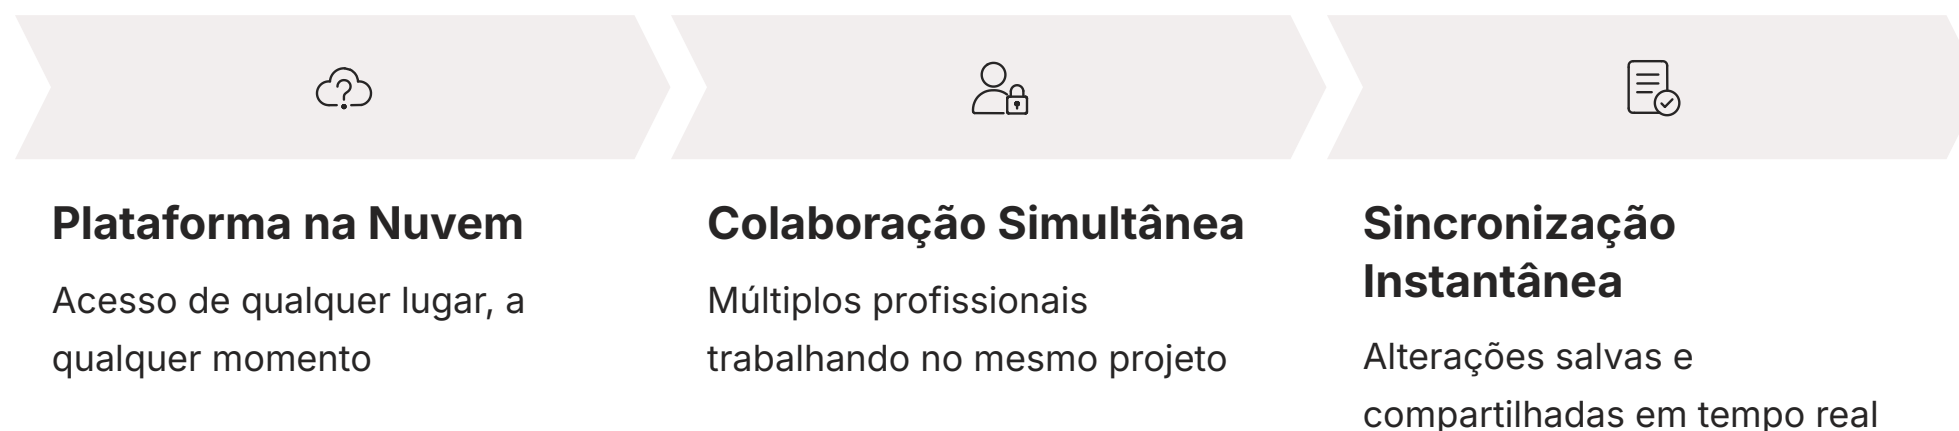 Plataforma na Nuvem
Acesso de qualquer lugar, a
qualquer momento
Colaboração Simultânea
Múltiplos profissionais
trabalhando no mesmo projeto
Sincronização
Instantânea
Alterações salvas e
compartilhadas em tempo real